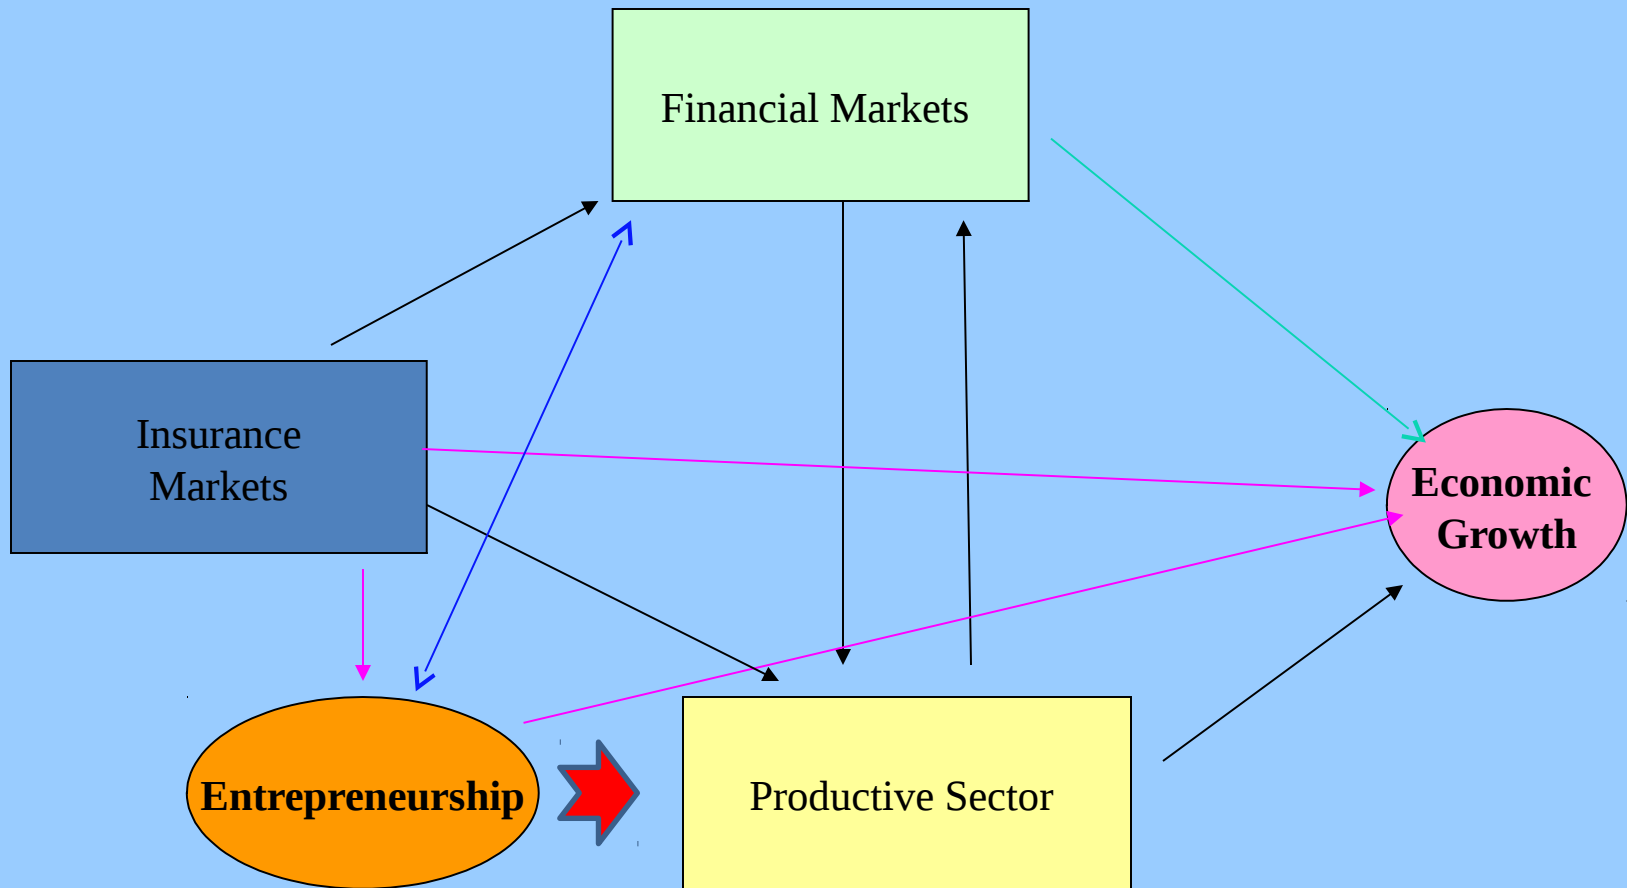 Financial Markets
Insurance
Markets
Economic
Growth
Entrepreneurship
Productive Sector